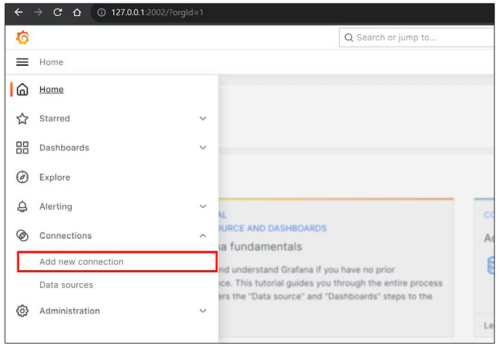 127.0.0.1:2002/?orgId=1
Search or jump to...
Home
Home
Starred
Dashboards
Explore
Alerting
Connections
Add new connection
Data sources
Administration
AL
URCE AND DASHBOARDS
a fundamentals
nd understand Grafana if you have no prior
ce. This tutorial guides you through the entire process
ers the "Data source" and "Dashboards" steps to the
Le